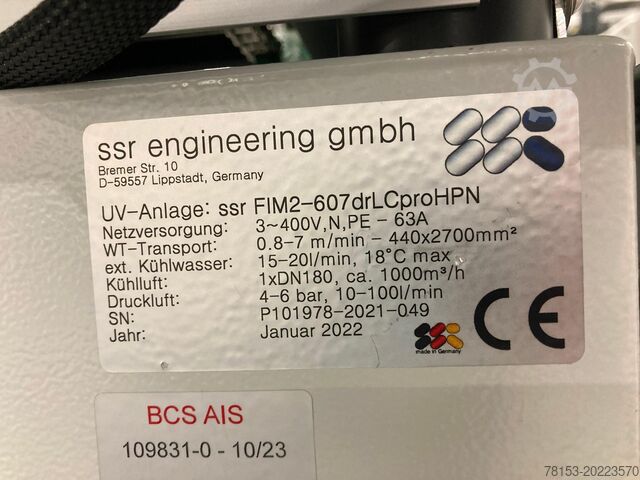 ssr engineering gmbh
Bremer Str. 10
D-59557 Lippstadt, Germany
UV-Anlage: ssr FIM2-607drLCproHPN
Netzversorgung: 3~400V,N,PE - 63A
WT-Transport: 0.8-7 m/min - 440x2700mm²
ext. Kühlwasser: 15-20l/min, 18°C max
Kühlluft: 1xDN180, ca. 1000m³/h
Druckluft: 4-6 bar, 10-100l/min
SN: P101978-2021-049
Jahr: Januar 2022
made in Germany
CE
BCS AIS
109831-0 - 10/23
78153-20223570